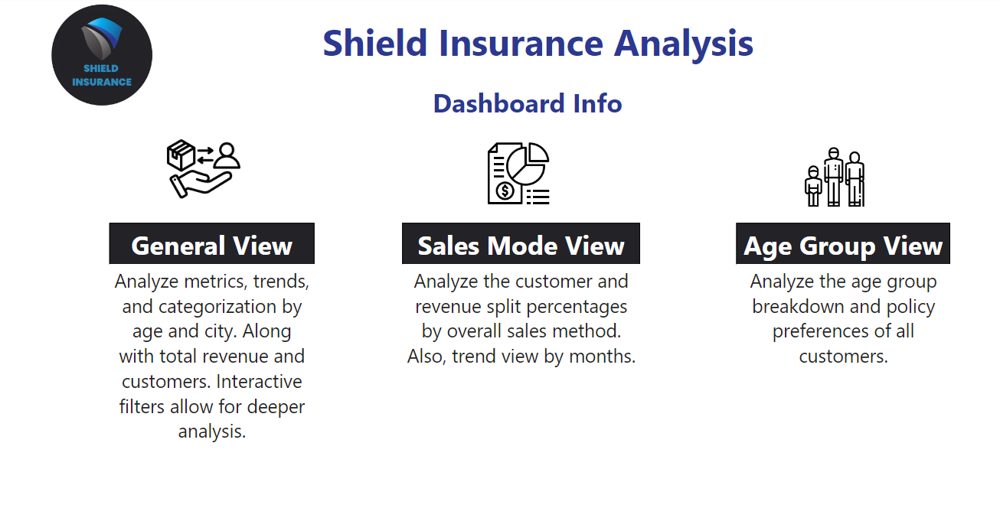 SHIELD
INSURANCE
Shield Insurance Analysis
Dashboard Info
General View
Analyze metrics, trends,
and categorization by
age and city. Along
with total revenue and
customers. Interactive
filters allow for deeper
analysis.
Sales Mode View
Analyze the customer and
revenue split percentages
by overall sales method.
Also, trend view by months.
Age Group View
Analyze the age group
breakdown and policy
preferences of all
customers.